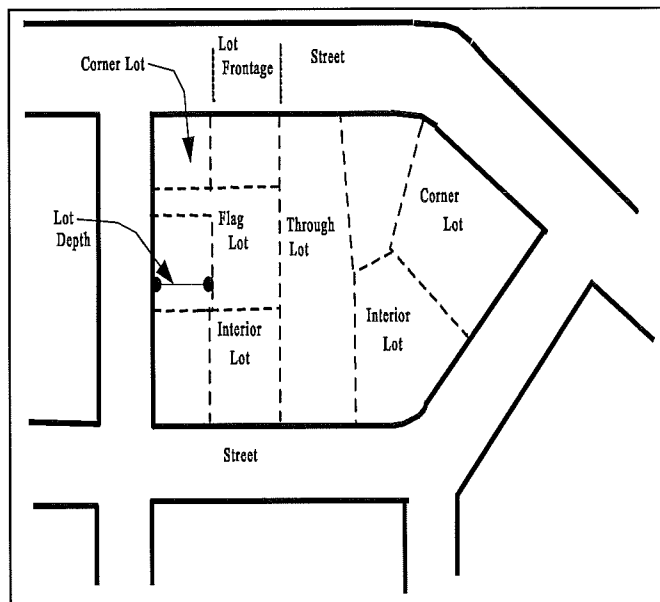 Corner Lot
Lot
Frontage
Street
Lot
Depth
Flag
Lot
Through
Lot
Corner
Lot
Interior
Lot
Interior
Lot
Street